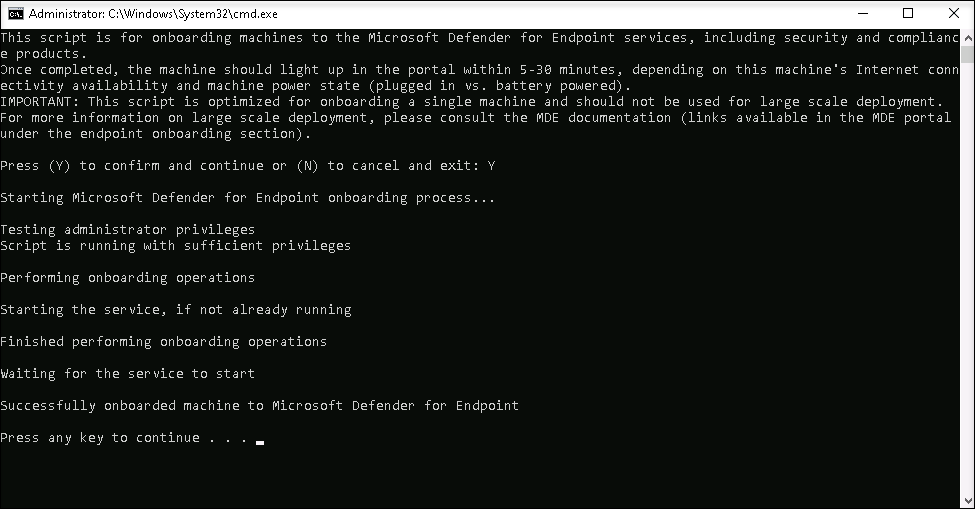 Administrator: C:\Windows\System32\cmd.exe
This script is for onboarding machines to the Microsoft Defender for Endpoint services, including security and complianc
e products.
Once completed, the machine should light up in the portal within 5-30 minutes, depending on this machine's Internet conn
ectivity availability and machine power state (plugged in vs. battery powered).
IMPORTANT: This script is optimized for onboarding a single machine and should not be used for large scale deployment.
For more information on large scale deployment, please consult the MDE documentation (links available in the MDE portal
under the endpoint onboarding section).
Press (Y) to confirm and continue or (N) to cancel and exit: Y
Starting Microsoft Defender for Endpoint onboarding process...
Testing administrator privileges
Script is running with sufficient privileges
Performing onboarding operations
Starting the service, if not already running
Finished performing onboarding operations
Waiting for the service to start
Successfully onboarded machine to Microsoft Defender for Endpoint
Press any key to continue . . .